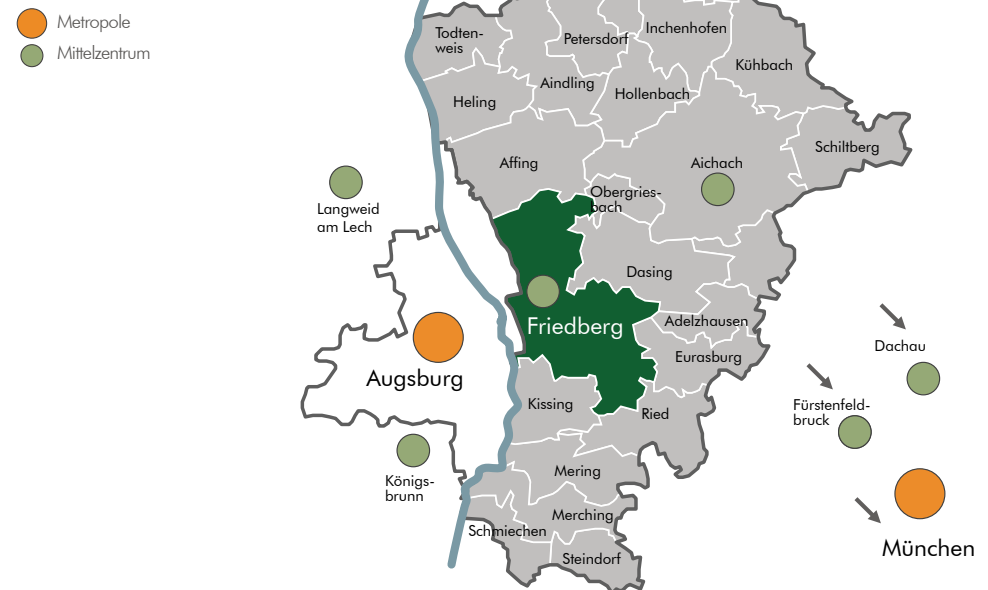 Metropole
Mittelzentrum
Todten-
weis
Petersdorf
Inchenhofen
Kühbach
Aindling
Hollenbach
Heling
Schiltberg
Affing
Aichach
Obergries-
bach
Langweid
am Lech
Dasing
Friedberg
Adelzhausen
Eurasburg
Dachau
Augsburg
Kissing
Ried
Fürstenfeld-
bruck
Mering
Königs-
brunn
Merching
Schmiechen
Steindorf
München